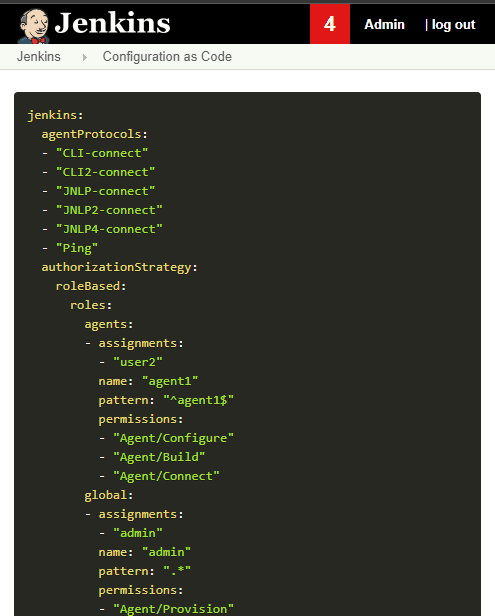 Jenkins
4
Admin
| log out
Jenkins
Configuration as Code
jenkins:
  agentProtocols:
  - "CLI-connect"
  - "CLI2-connect"
  - "JNLP-connect"
  - "JNLP2-connect"
  - "JNLP4-connect"
  - "Ping"
  authorizationStrategy:
    roleBased:
      roles:
        agents:
        - assignments:
          - "user2"
          name: "agent1"
          pattern: "^agent1$"
          permissions:
          - "Agent/Configure"
          - "Agent/Build"
          - "Agent/Connect"
        global:
        - assignments:
          - "admin"
          name: "admin"
          pattern: ".*"
          permissions:
          - "Agent/Provision"